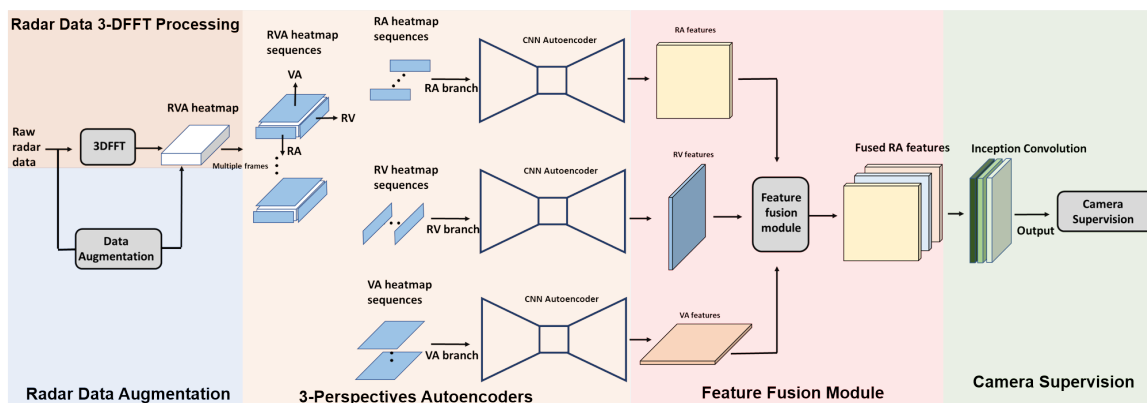 Radar Data 3-DFFT Processing
Raw
radar
data
3DFFT
RVA heatmap
Data
Augmentation
Radar Data Augmentation
RVA heatmap
sequences
VA
RV
RA
Multiple frames
RA heatmap
sequences
RA branch
CNN Autoencoder
RV heatmap
sequences
RV branch
CNN Autoencoder
VA heatmap
sequences
VA branch
CNN Autoencoder
3-Perspectives Autoencoders
RA features
RV features
VA features
Feature
fusion
module
Fused RA features
Feature Fusion Module
Inception Convolution
Output
Camera
Supervision
Camera Supervision